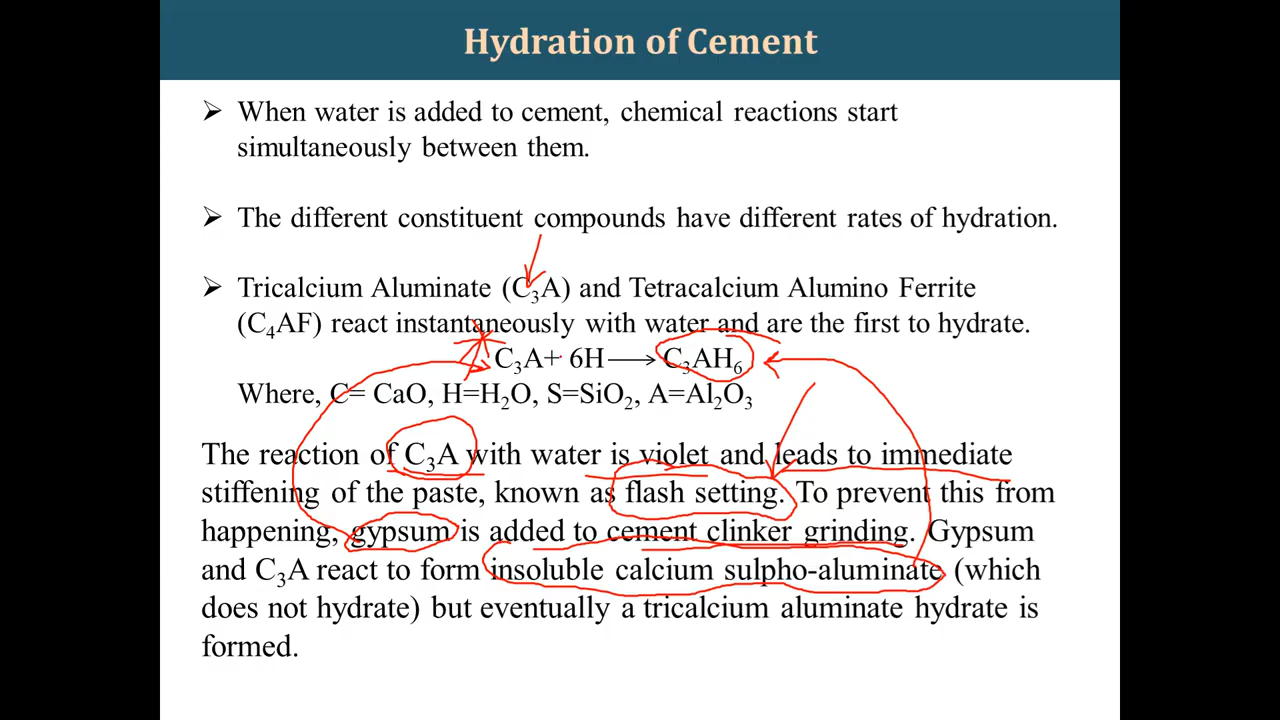 Hydration of Cement
➢ When water is added to cement, chemical reactions start
simultaneously between them.
➢ The different constituent compounds have different rates of hydration.
➢ Tricalcium Aluminate (C₃A) and Tetracalcium Alumino Ferrite
(C₄AF) react instantaneously with water and are the first to hydrate.
C₃A+ 6H ⟶ C₃AH₆
Where, C= CaO, H=H₂O, S=SiO₂, A=Al₂O₃
The reaction of C₃A with water is violet and leads to immediate
stiffening of the paste, known as flash setting. To prevent this from
happening, gypsum is added to cement clinker grinding. Gypsum
and C₃A react to form insoluble calcium sulpho-aluminate (which
does not hydrate) but eventually a tricalcium aluminate hydrate is
formed.